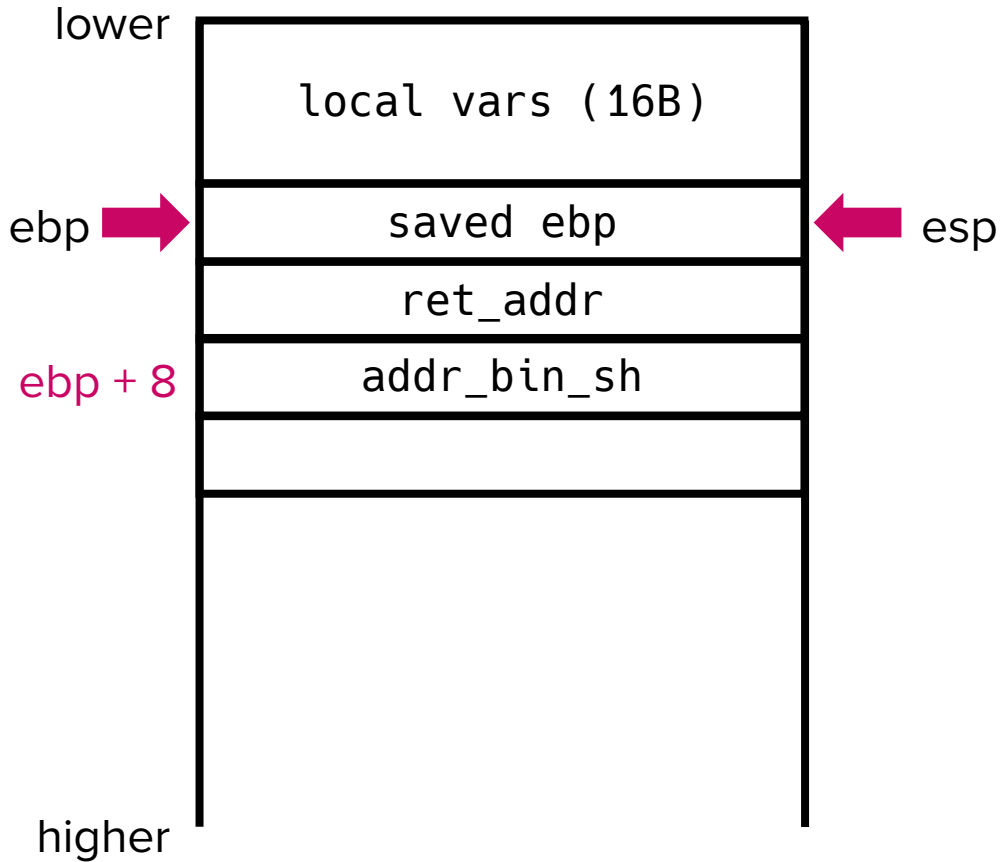 lower
local vars (16B)
ebp
saved ebp
esp
ret_addr
ebp + 8
addr_bin_sh
higher